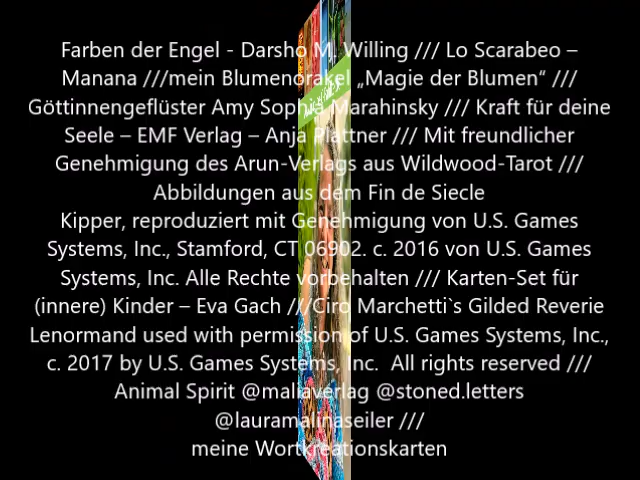 Farben der Engel - Darsho M. Willing /// Lo Scarabeo –
Manana ///mein Blumenorakel „Magie der Blumen“ ///
Göttinnengeflüster Amy Sophia Marahinsky /// Kraft für deine
Seele – EMF Verlag – Anja Plattner /// Mit freundlicher
Genehmigung des Arun-Verlags aus Wildwood-Tarot ///
Abbildungen aus dem Fin de Siecle
Kipper, reproduziert mit Genehmigung von U.S. Games
Systems, Inc., Stamford, CT 06902. c. 2016 von U.S. Games
Systems, Inc. Alle Rechte vorbehalten /// Karten-Set für
(innere) Kinder – Eva Gach ///Ciro Marchetti`s Gilded Reverie
Lenormand used with permission of U.S. Games Systems, Inc.,
c. 2017 by U.S. Games Systems, Inc. All rights reserved ///
Animal Spirit @mallaverlag @stoned.letters
@lauramalinaseiler ///
meine Wortkreationskarten